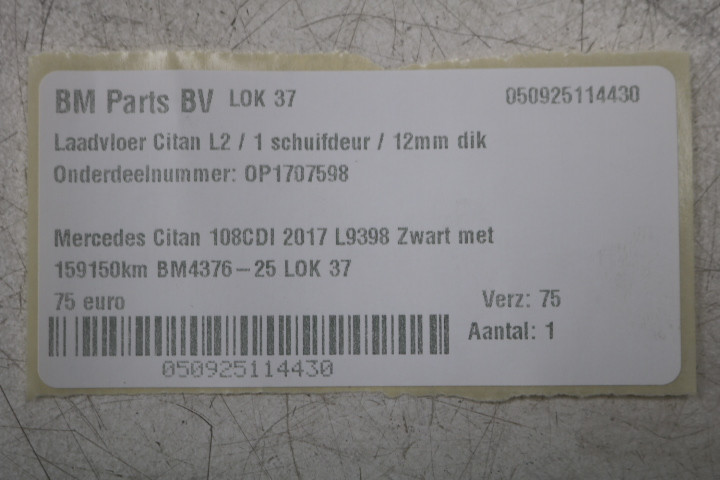 BM Parts BV LOK 37 050925114430
Laadvloer Citan L2 / 1 schuifdeur / 12mm dik
Onderdeelnummer: OP1707598
Mercedes Citan 108CDI 2017 L9398 Zwart met
159150km BM4376-25 LOK 37
75 euro Verz: 75
Aantal: 1
050925114430